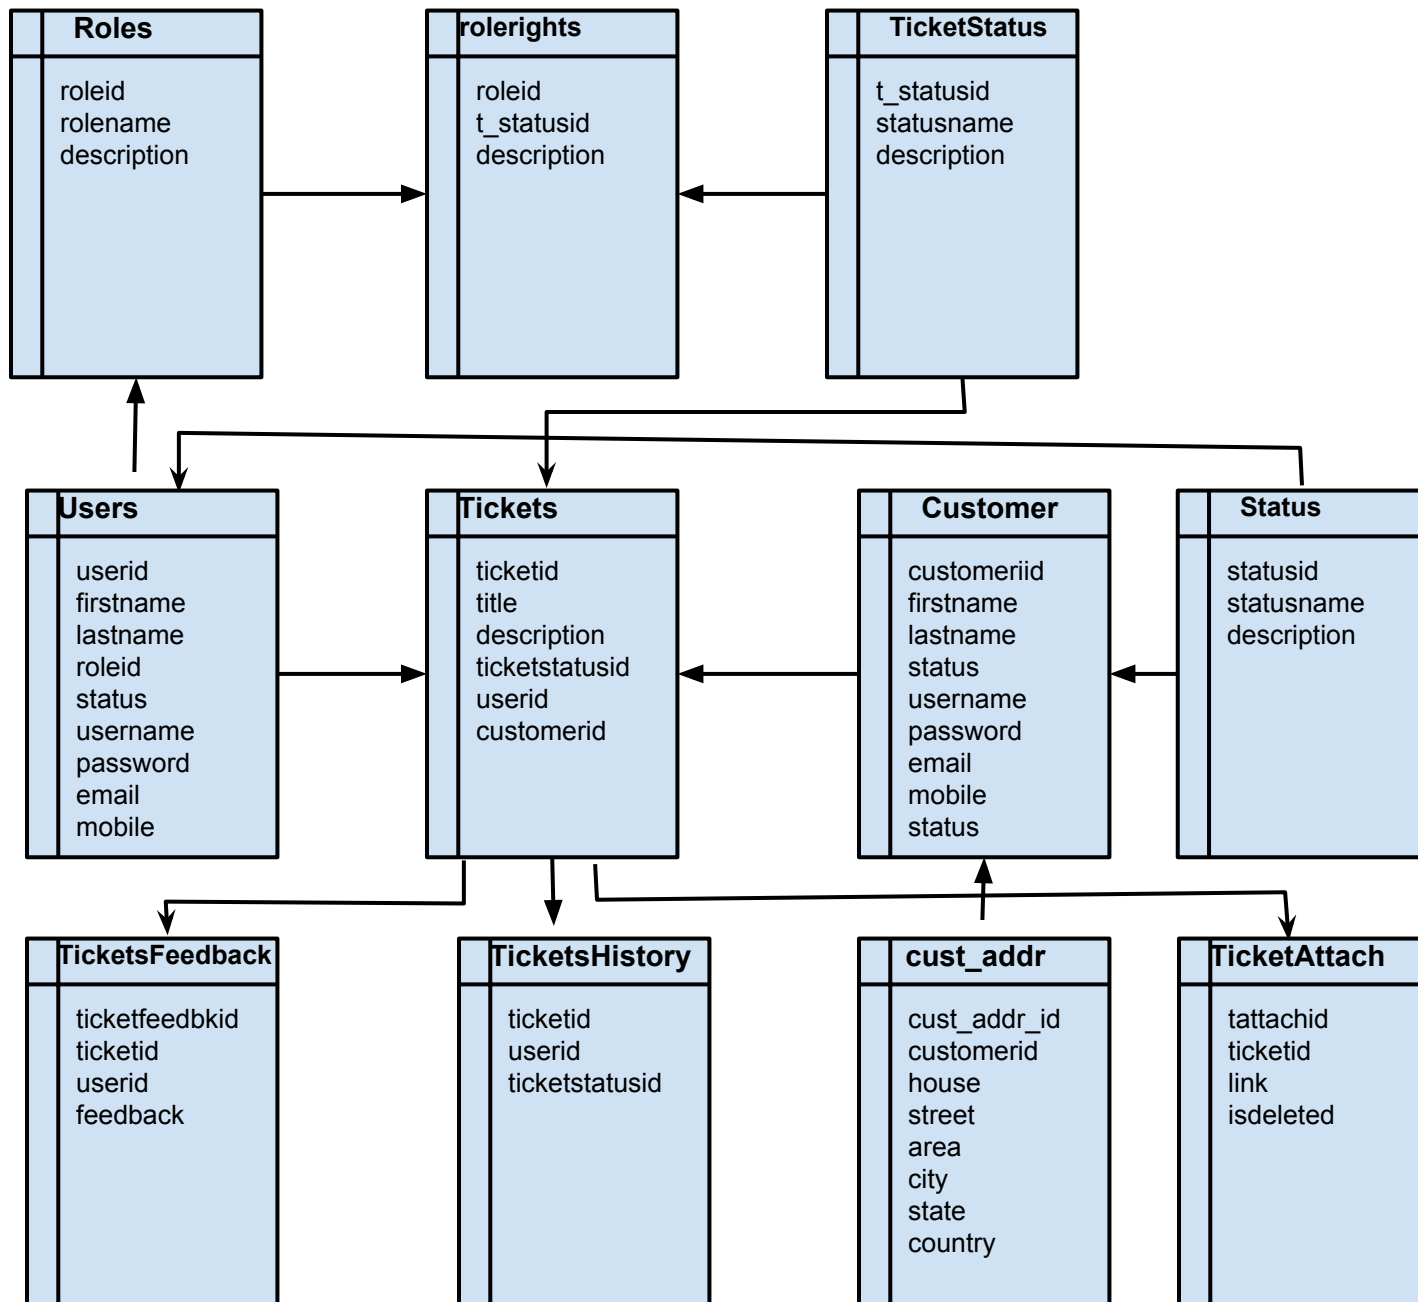 Roles
roleid
rolename
description
rolerights
roleid
t_statusid
description
TicketStatus
t_statusid
statusname
description
Users
userid
firstname
lastname
roleid
status
username
password
email
mobile
Tickets
ticketid
title
description
ticketstatusid
userid
customerid
Customer
customeriid
firstname
lastname
status
username
password
email
mobile
status
Status
statusid
statusname
description
TicketsFeedback
ticketfeedbkid
ticketid
userid
feedback
TicketsHistory
ticketid
userid
ticketstatusid
cust_addr
cust_addr_id
customerid
house
street
area
city
state
country
TicketAttach
tattachid
ticketid
link
isdeleted